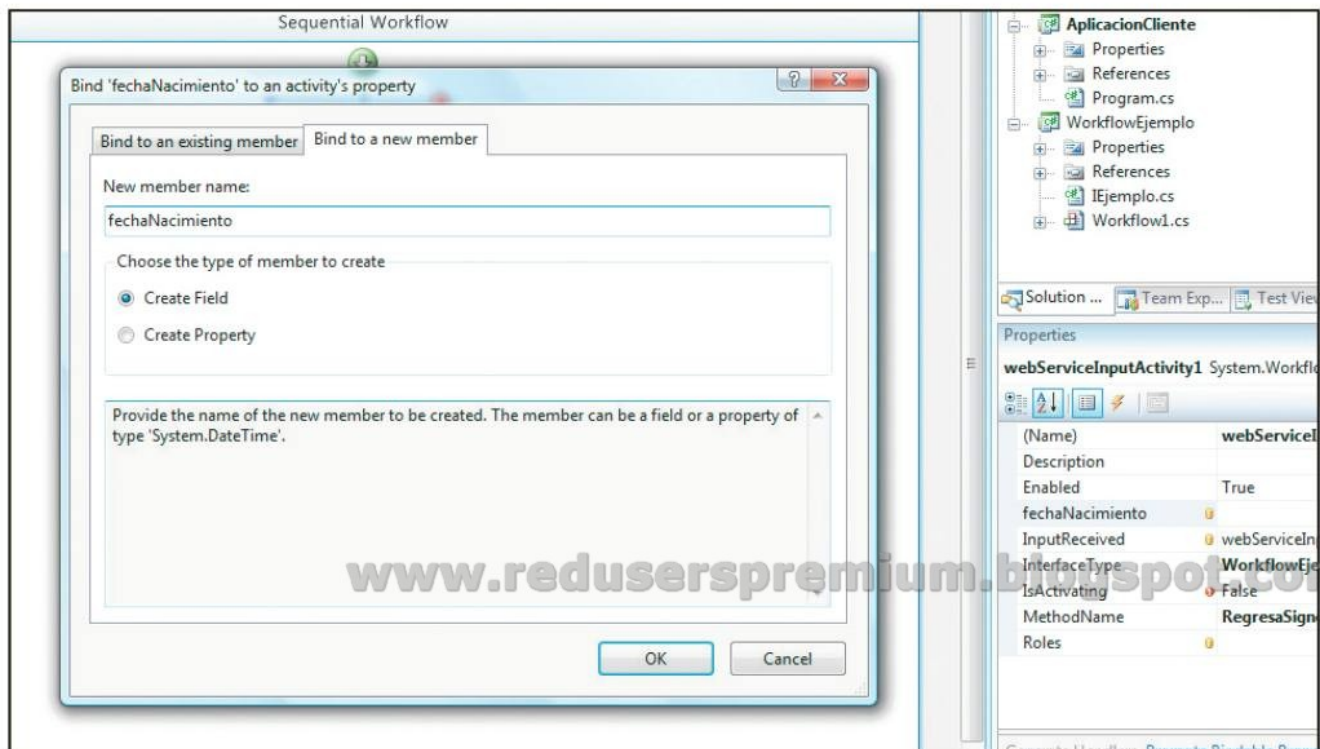 Sequential Workflow
Bind 'fechaNacimiento' to an activity's property
Bind to an existing member
Bind to a new member
New member name:
fechaNacimiento
Choose the type of member to create
Create Field
Create Property
Provide the name of the new member to be created. The member can be a field or a property of
type 'System.DateTime'.
OK
Cancel
AplicacionCliente
Properties
References
Program.cs
WorkflowEjemplo
Properties
References
IEjemplo.cs
Workflow1.cs
Solution ...
Team Exp...
Test Vie
Properties
webServiceInputActivity1 System.Workfl
(Name) webServiceI
Description
Enabled True
fechaNacimiento
InputReceived webServiceIn
InterfaceType WorkflowEje
IsActivating False
MethodName RegresaSign
Roles
www.reduserspremium.blogspot.co